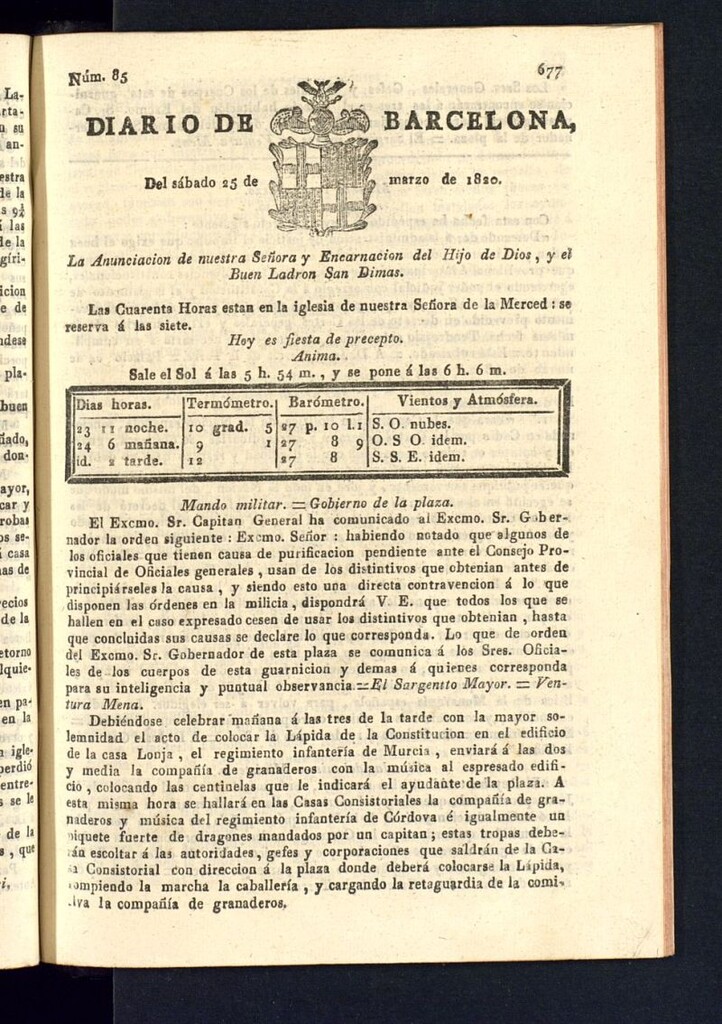 Núm. 85 677
DIARIO DE BARCELONA,
Del sábado 25 de marzo de 1820.
La Anunciacion de nuestra Señora y Encarnacion del Hijo de Dios, y el
Buen Ladron San Dimas.
Las Cuarenta Horas estan en la iglesia de nuestra Señora de la Merced: se
reserva á las siete.
Hoy es fiesta de precepto.
Anima.
Sale el Sol á las 5 h. 54 m., y se pone á las 6 h. 6 m.
Dias horas. Termómetro. Barómetro. Vientos y Atmósfera.
23 11 noche. 10 grad. 5 27 p. 10 l. 1 S. O. nubes.
24 6 mañana. 9 1 27 8 9 O. S O. idem.
id. 2 tarde. 12 27 8 S. S. E. idem.
Mando militar. = Gobierno de la plaza.
El Excmo. Sr. Capitan General ha comunicado al Excmo. Sr. Gober-
nador la orden siguiente: Excmo. Señor: habiendo notado que algunos de
los oficiales que tienen causa de purificacion pendiente ante el Consejo Pro-
vincial de Oficiales generales, usan de los distintivos que obtenian antes de
principiárseles la causa, y siendo esto una directa contravencion á lo que
disponen las órdenes en la milicia, dispondrá V. E. que todos los que se
hallen en el caso expresado cesen de usar los distintivos que obtenian, hasta
que concluidas sus causas se declare lo que corresponda. Lo que de orden
del Excmo. Sr. Gobernador de esta plaza se comunica á los Sres. Oficia-
les de los cuerpos de esta guarnicion y demas á quienes corresponda
para su inteligencia y puntual observancia. = El Sargento Mayor. = Ven-
tura Mena.
Debiéndose celebrar mañana á las tres de la tarde con la mayor so-
lemnidad el acto de colocar la Lápida de la Constitucion en el edificio
de la casa Lonja, el regimiento infantería de Murcia, enviará á las dos
y media la compañía de granaderos con la música al espresado edifi-
cio, colocando las centinelas que le indicará el ayudante de la plaza. A
esta misma hora se hallará en las Casas Consistoriales la compañía de gra-
naderos y música del regimiento infantería de Córdova é igualmente un
piquete fuerte de dragones mandados por un capitan; estas tropas debe-
rán escoltar á las autoridades, gefes y corporaciones que saldrán de la Ca-
sa Consistorial con direccion á la plaza donde deberá colocarse la Lápida,
rompiendo la marcha la caballería, y cargando la retaguardia de la comi-
tiva la compañía de granaderos.